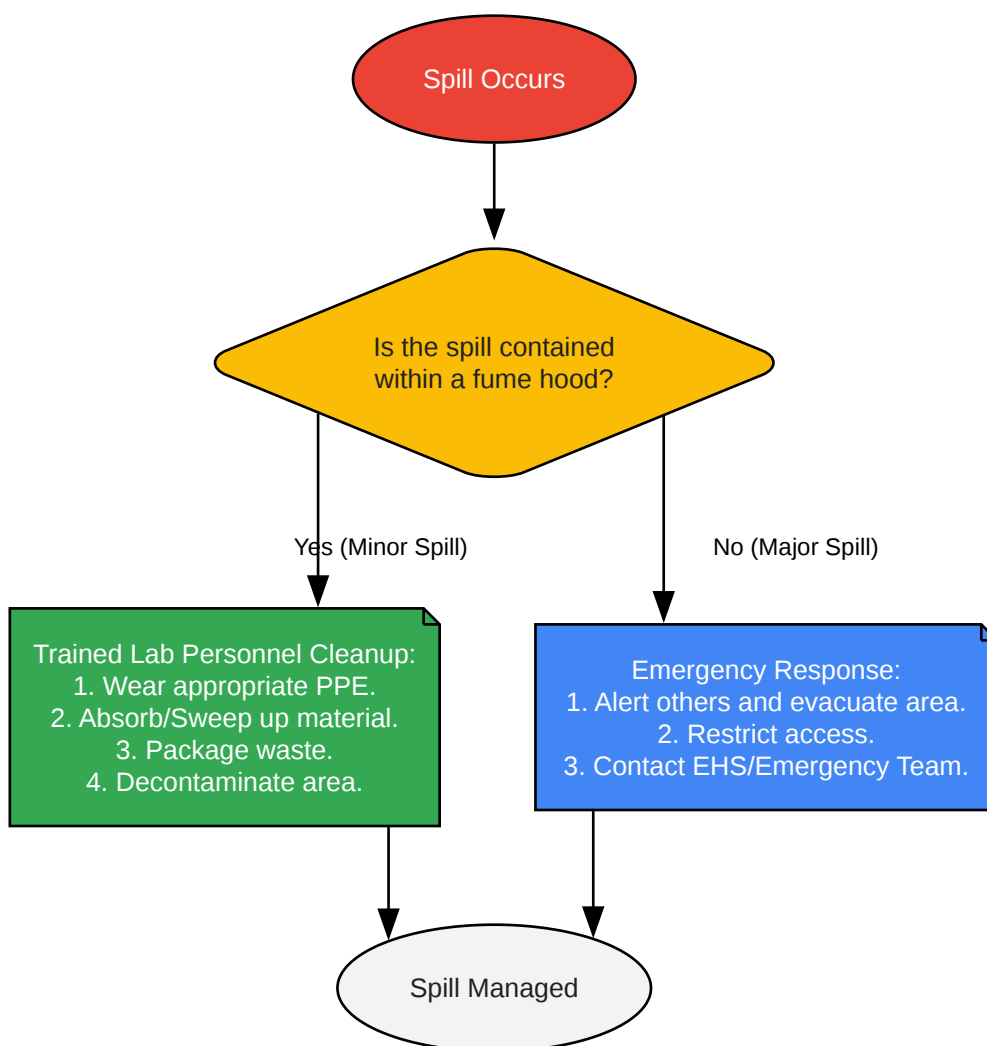 Spill Occurs
Is the spill contained
within a fume hood?
Yes (Minor Spill)
No (Major Spill)
Trained Lab Personnel Cleanup:
1. Wear appropriate PPE.
2. Absorb/Sweep up material.
3. Package waste.
4. Decontaminate area.
Emergency Response:
1. Alert others and evacuate area.
2. Restrict access.
3. Contact EHS/Emergency Team.
Spill Managed